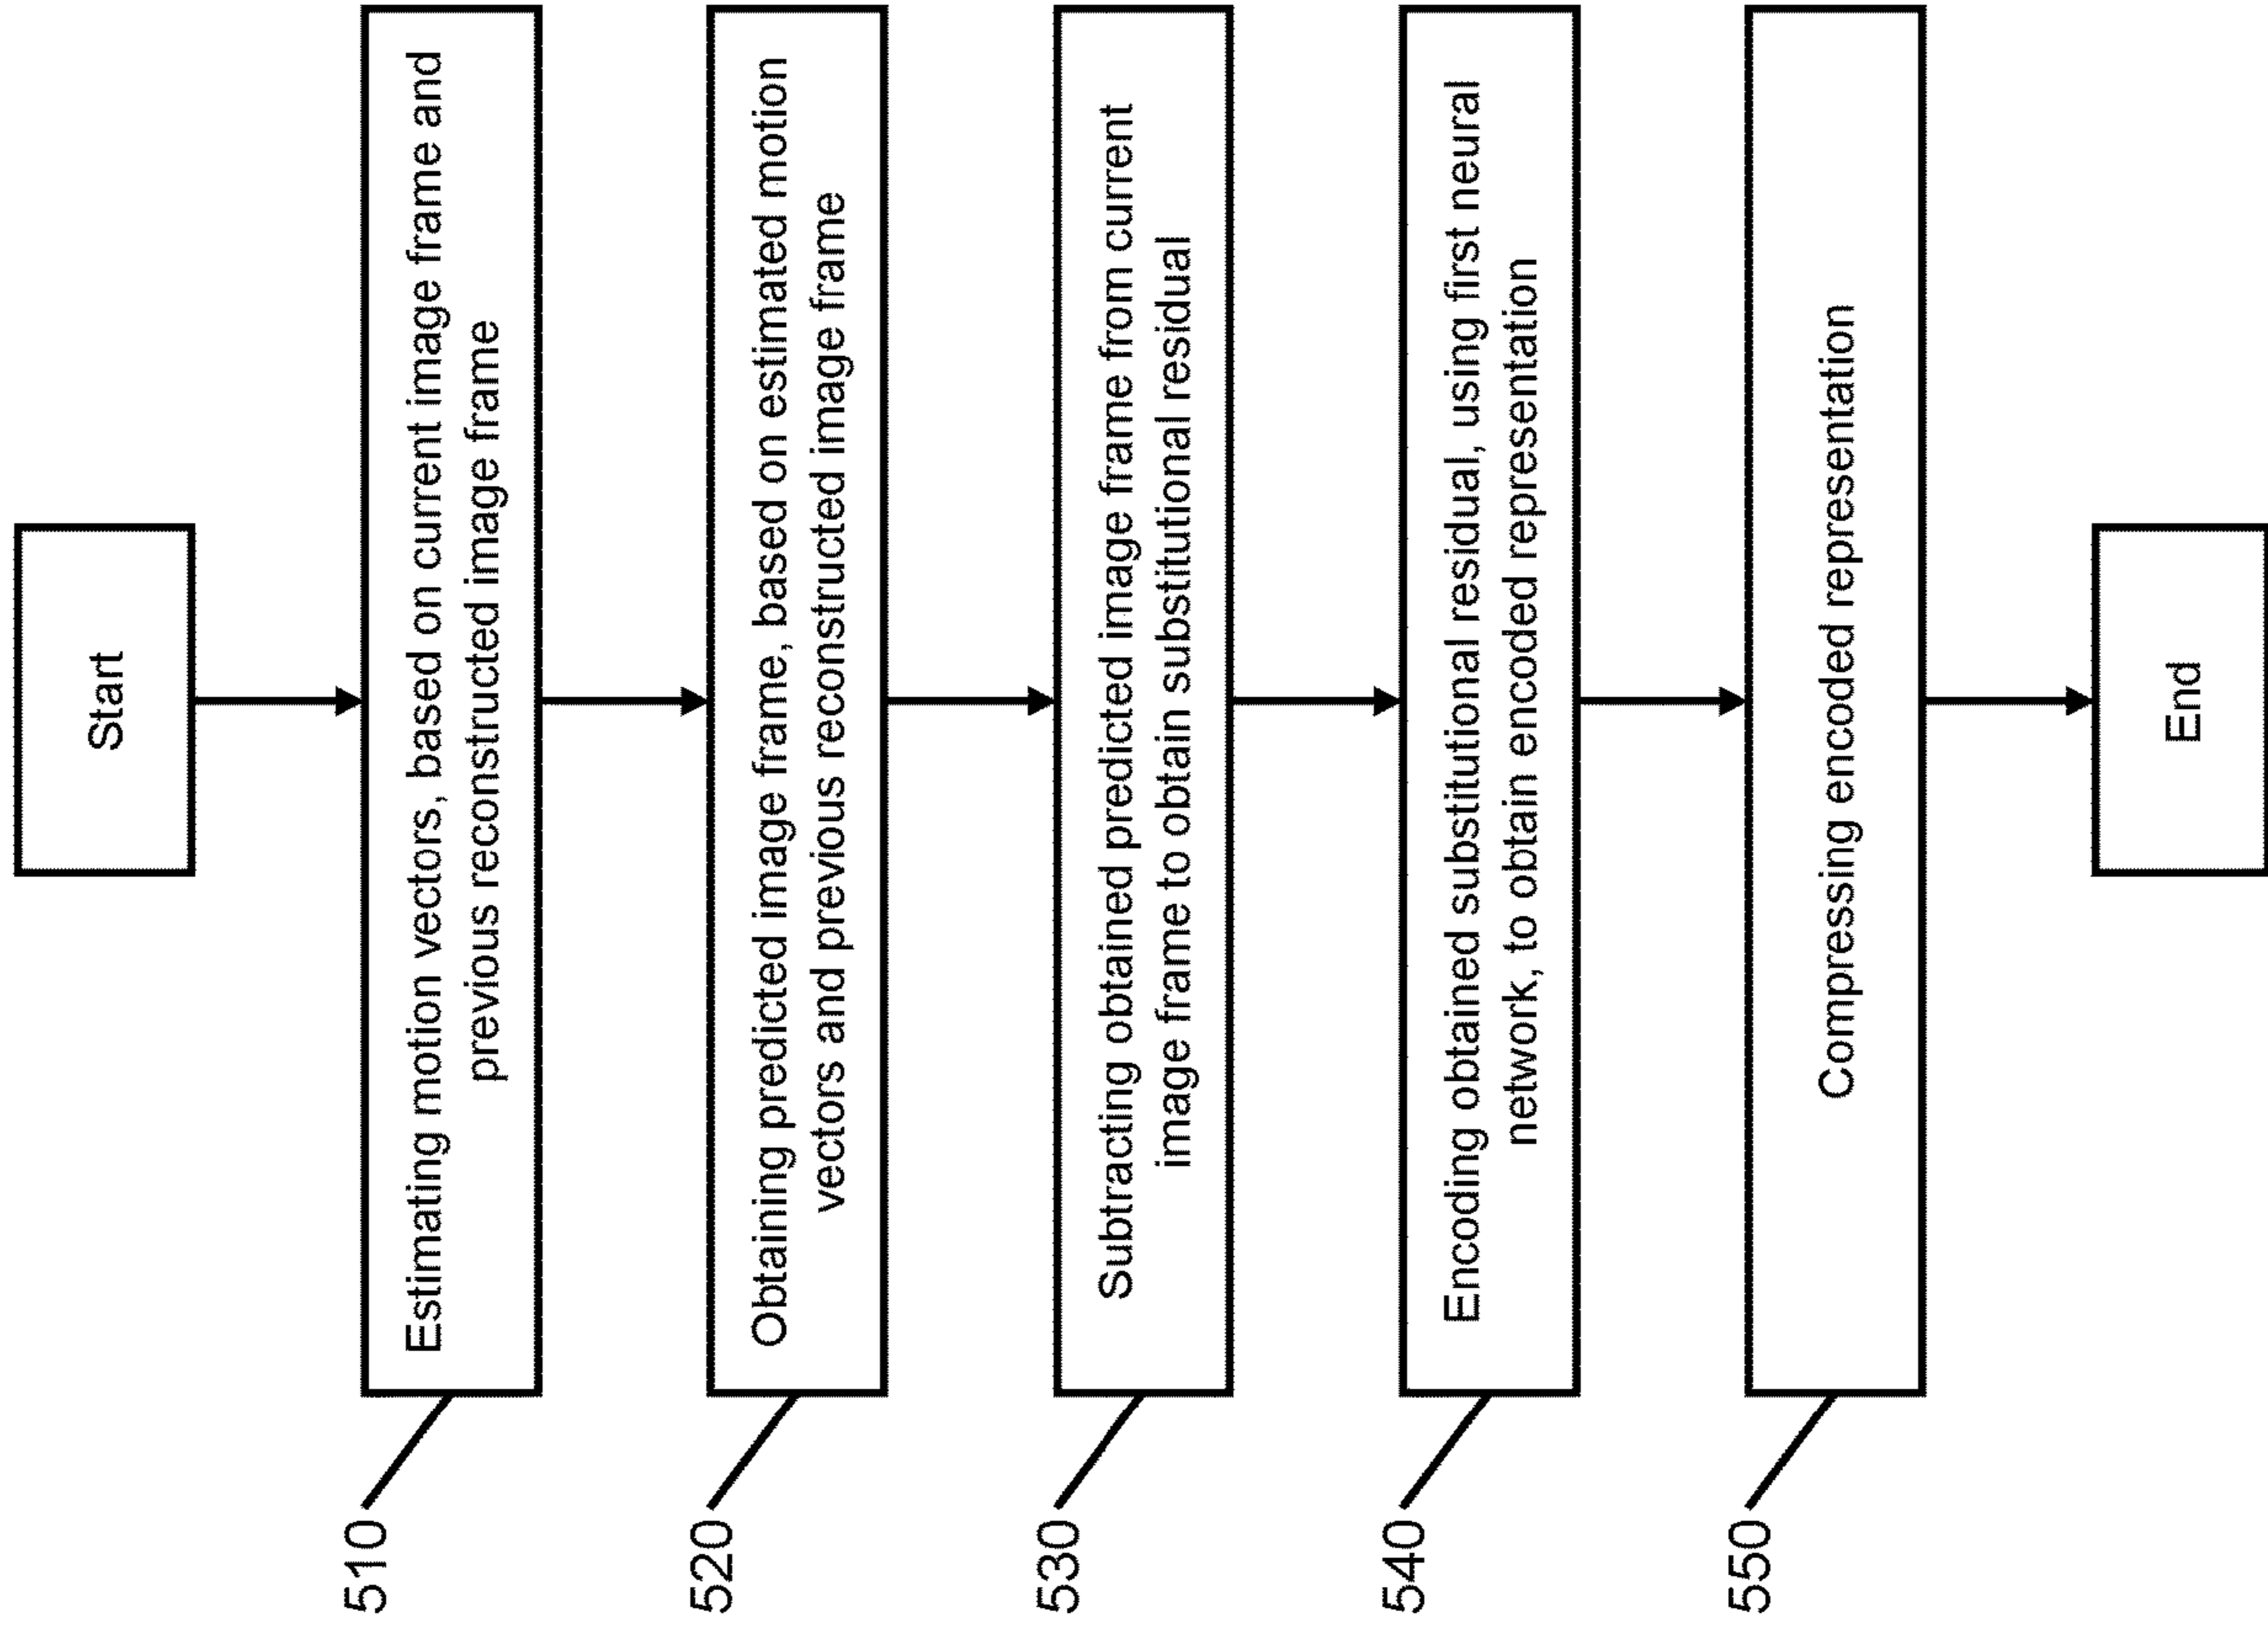 Start
510
Estimating motion vectors, based on current image frame and
previous reconstructed image frame
520
Obtaining predicted image frame, based on estimated motion
vectors and previous reconstructed image frame
530
Subtracting obtained predicted image frame from current
image frame to obtain substitutional residual
540
Encoding obtained substitutional residual, using first neural
network, to obtain encoded representation
550
Compressing encoded representation
End